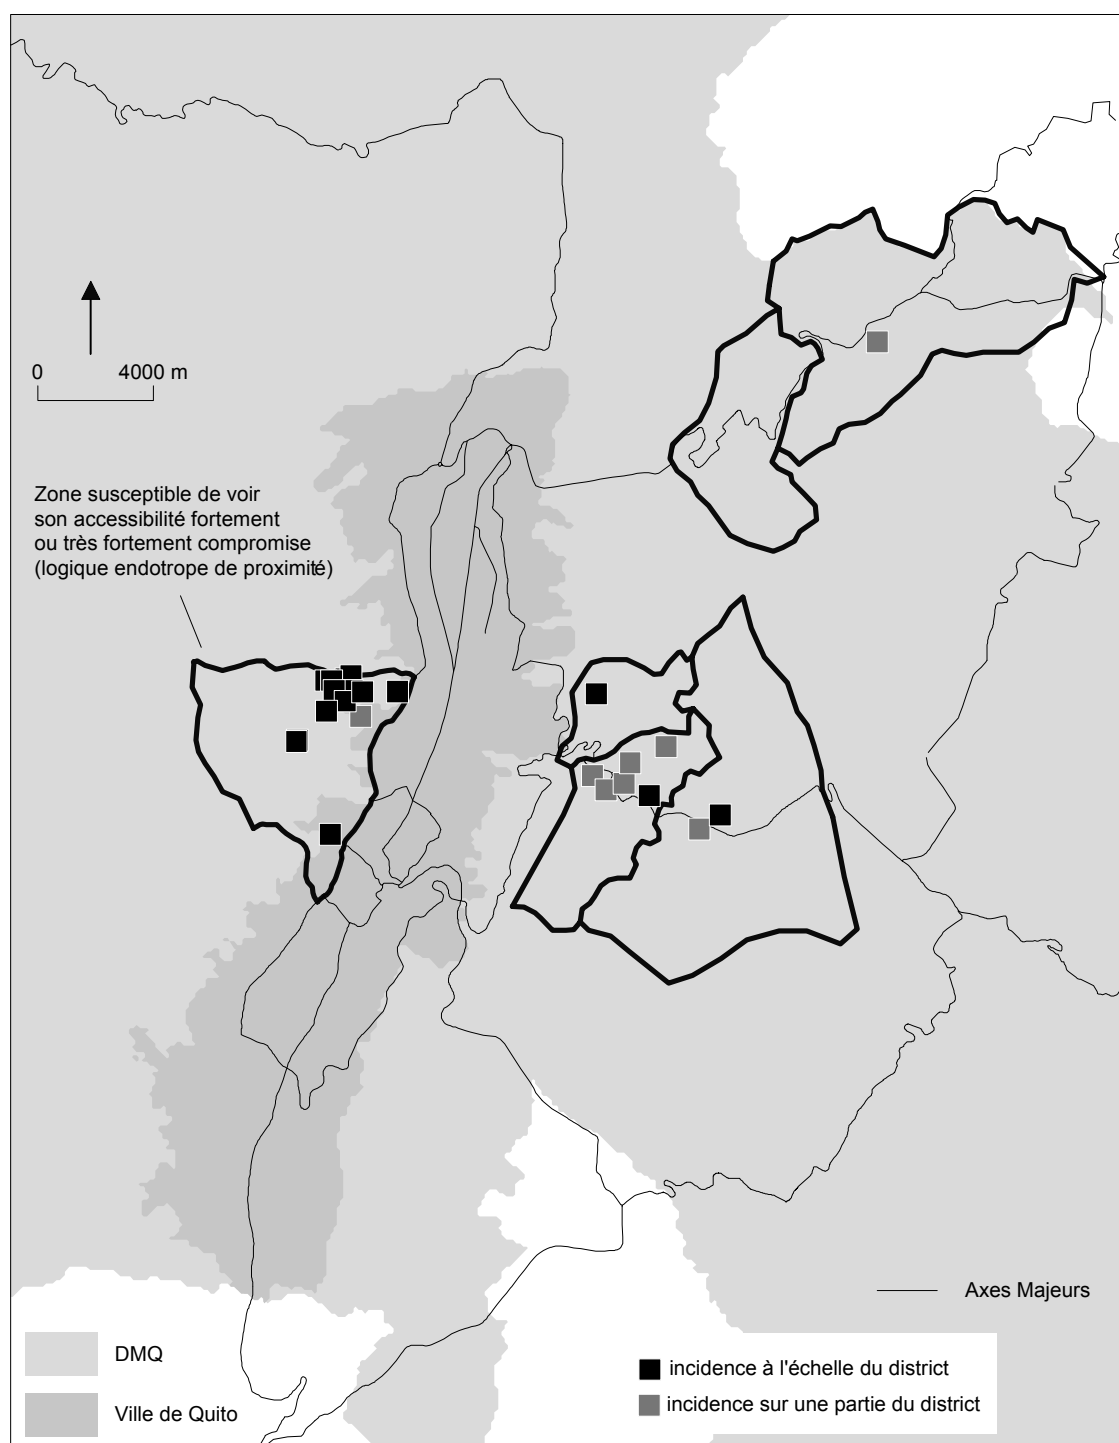 0 4000 m
Zone susceptible de voir
son accessibilité fortement
ou très fortement compromise
(logique endotrope de proximité)
Axes Majeurs
DMQ
Ville de Quito
incidence à l'échelle du district
incidence sur une partie du district